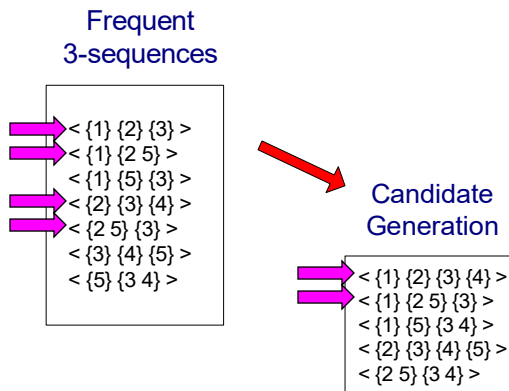 Frequent
3-sequences
< {1} {2} {3} >
< {1} {2 5} >
< {1} {5} {3} >
< {2} {3} {4} >
< {2 5} {3} >
< {3} {4} {5} >
< {5} {3 4} >
Candidate
Generation
< {1} {2} {3} {4} >
< {1} {2 5} {3} >
< {1} {5} {3 4} >
< {2} {3} {4} {5} >
< {2 5} {3 4} >